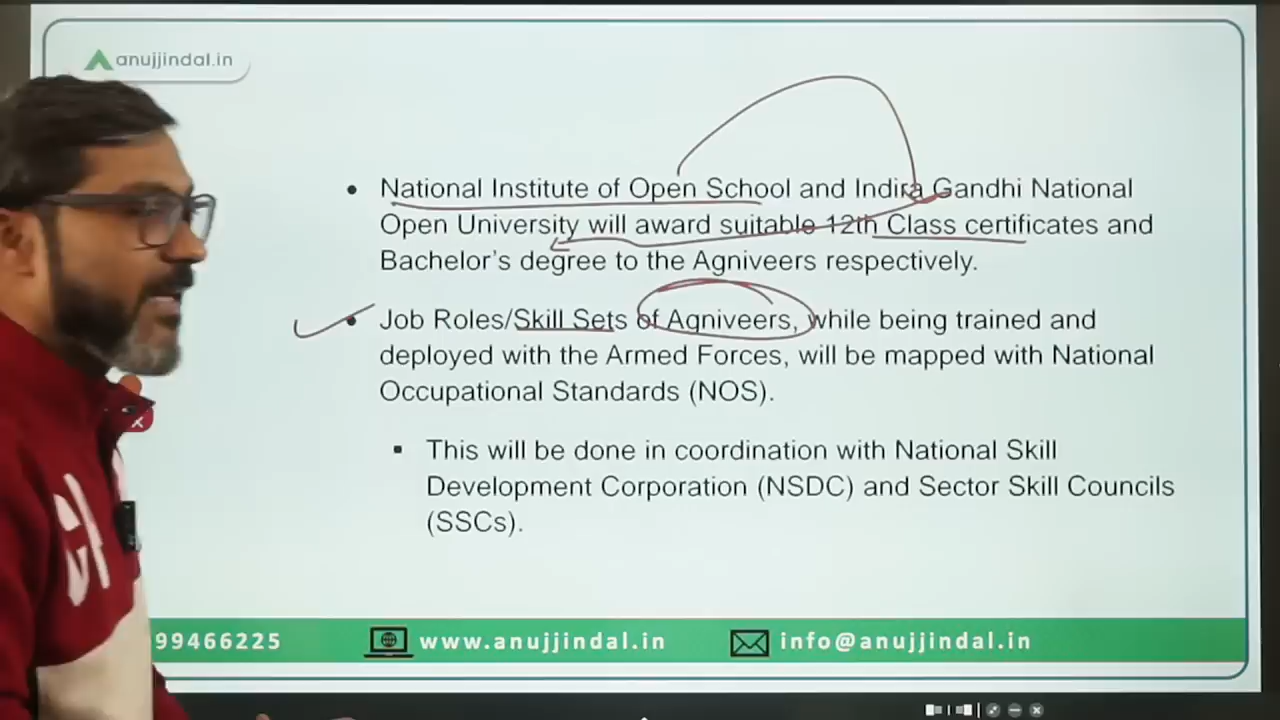 anujjindal.in
• National Institute of Open School and Indira Gandhi National
Open University will award suitable 12th Class certificates and
Bachelor's degree to the Agniveers respectively.
• Job Roles/Skill Sets of Agniveers, while being trained and
deployed with the Armed Forces, will be mapped with National
Occupational Standards (NOS).
▪ This will be done in coordination with National Skill
Development Corporation (NSDC) and Sector Skill Councils
(SSCs).
99466225 www.anujjindal.in info@anujjindal.in